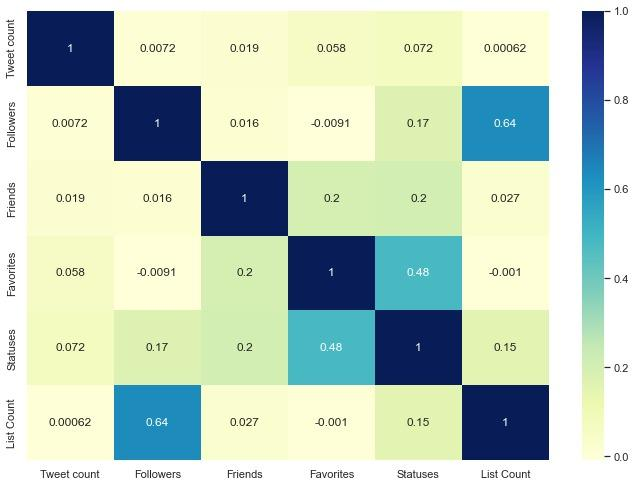 Tweet count 1 0.0072 0.019 0.058 0.072 0.00062
Followers 0.0072 1 0.016 -0.0091 0.17 0.64
Friends 0.019 0.016 1 0.2 0.2 0.027
Favorites 0.058 -0.0091 0.2 1 0.48 -0.001
Statuses 0.072 0.17 0.2 0.48 1 0.15
List Count 0.00062 0.64 0.027 -0.001 0.15 1
Tweet count Followers Friends Favorites Statuses List Count
1.0
0.8
0.6
0.4
0.2
0.0